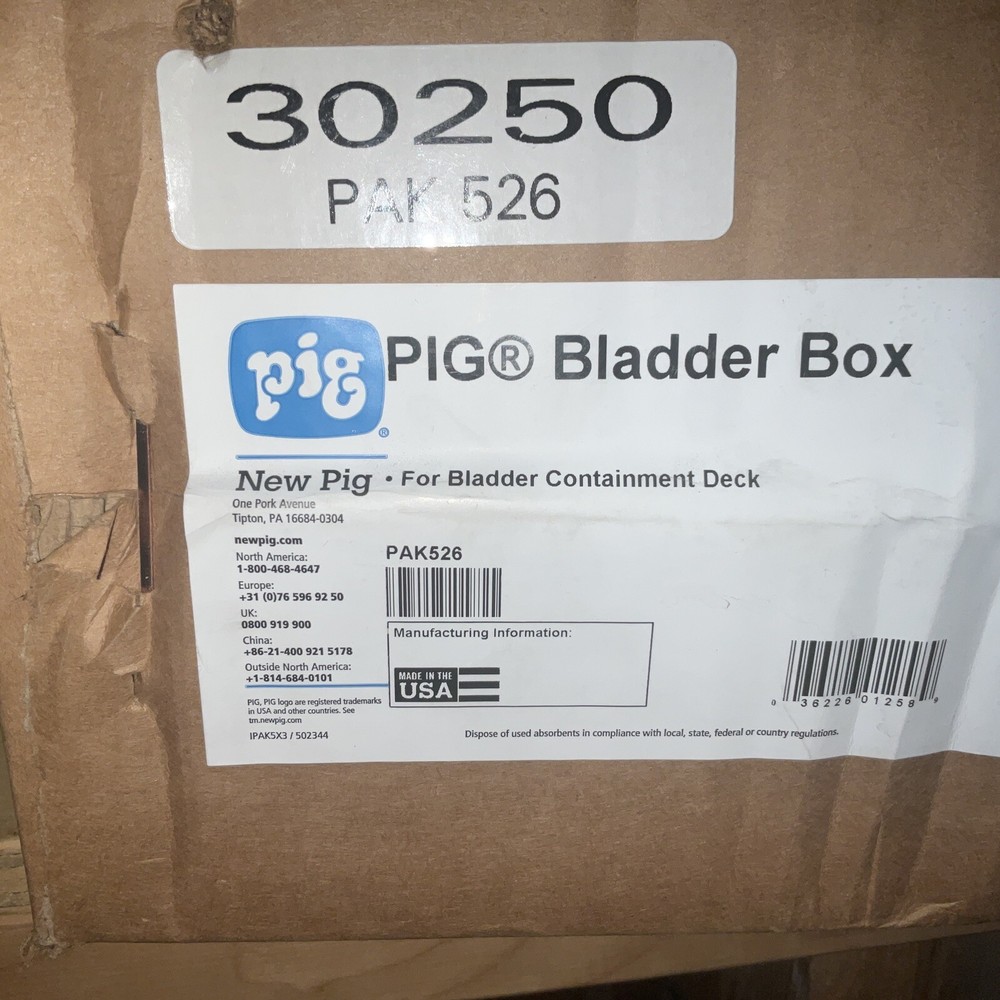 30250
PAK 526
pig®
PIG® Bladder Box
New Pig
• For Bladder Containment Deck
One Pork Avenue
Tipton, PA 16684-0304
newpig.com
North America:
1-800-468-4647
Europe:
+31 (0)76 596 92 50
UK:
0800 919 900
China:
+86-21-400 921 5178
Outside North America:
+1-814-684-0101
PIG, PIG logo are registered trademarks
in USA and other countries. See
tm.newpig.com
IPAK5X3 / 502344
PAK526
Manufacturing Information:
MADE IN THE
USA
0 36226 01258 9
Dispose of used absorbents in compliance with local, state, federal or country regulations.